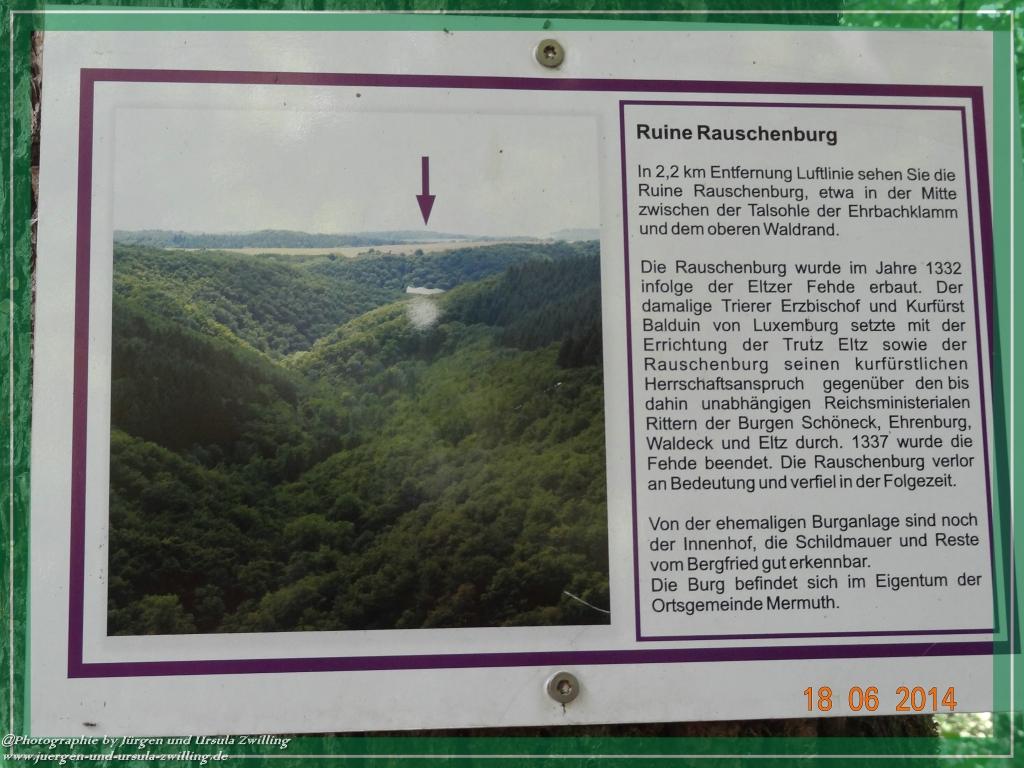 Ruine Rauschenburg
In 2,2 km Entfernung Luftlinie sehen Sie die
Ruine Rauschenburg, etwa in der Mitte
zwischen der Talsohle der Ehrbachklamm
und dem oberen Waldrand.
Die Rauschenburg wurde im Jahre 1332
infolge der Eltzer Fehde erbaut. Der
damalige Trierer Erzbischof und Kurfürst
Balduin von Luxemburg setzte mit der
Errichtung der Trutz Eltz sowie der
Rauschenburg seinen kurfürstlichen
Herrschaftsanspruch gegenüber den bis
dahin unabhängigen Reichsministerialen
Rittern der Burgen Schöneck, Ehrenburg,
Waldeck und Eltz durch. 1337 wurde die
Fehde beendet. Die Rauschenburg verlor
an Bedeutung und verfiel in der Folgezeit.
Von der ehemaligen Burganlage sind noch
der Innenhof, die Schildmauer und Reste
vom Bergfried gut erkennbar.
Die Burg befindet sich im Eigentum der
Ortsgemeinde Mermuth.
18 06 2014
@Photographie by Jürgen und Ursula Zwilling
www.juergen-und-ursula-zwilling.de